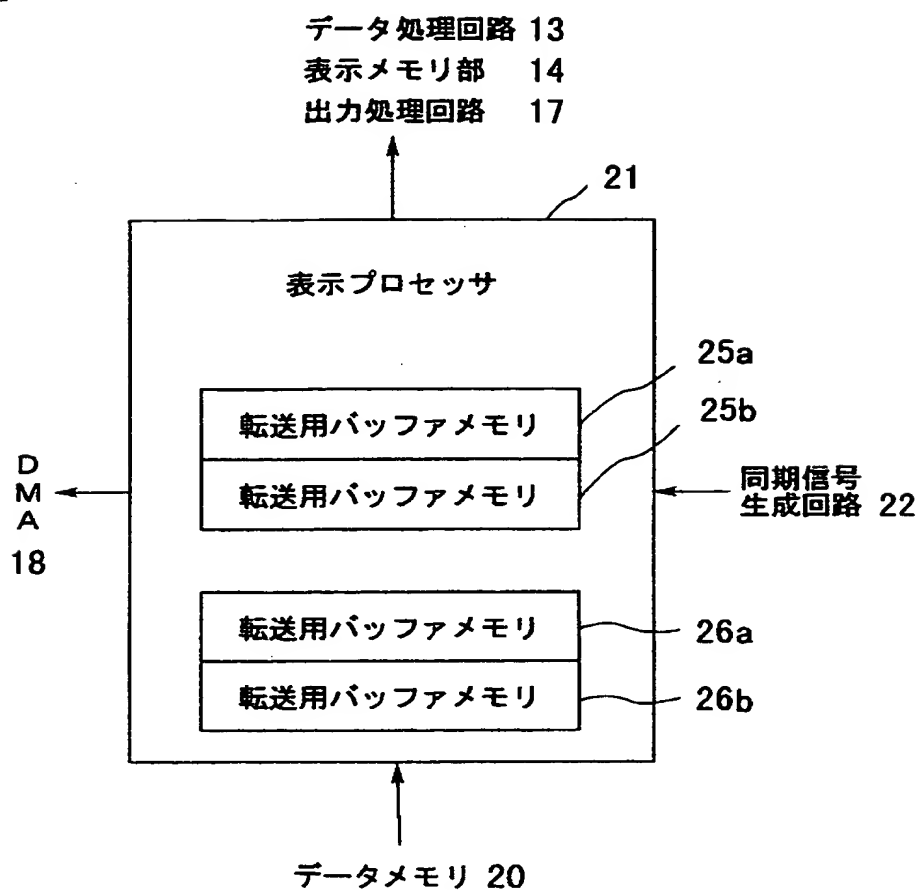 データ処理回路 13
表示メモリ部 14
出力処理回路 17
21
表示プロセッサ
25a
転送用バッファメモリ
25b
転送用バッファメモリ
D
M
A
18
同期信号
生成回路 22
転送用バッファメモリ
26a
転送用バッファメモリ
26b
データメモリ 20